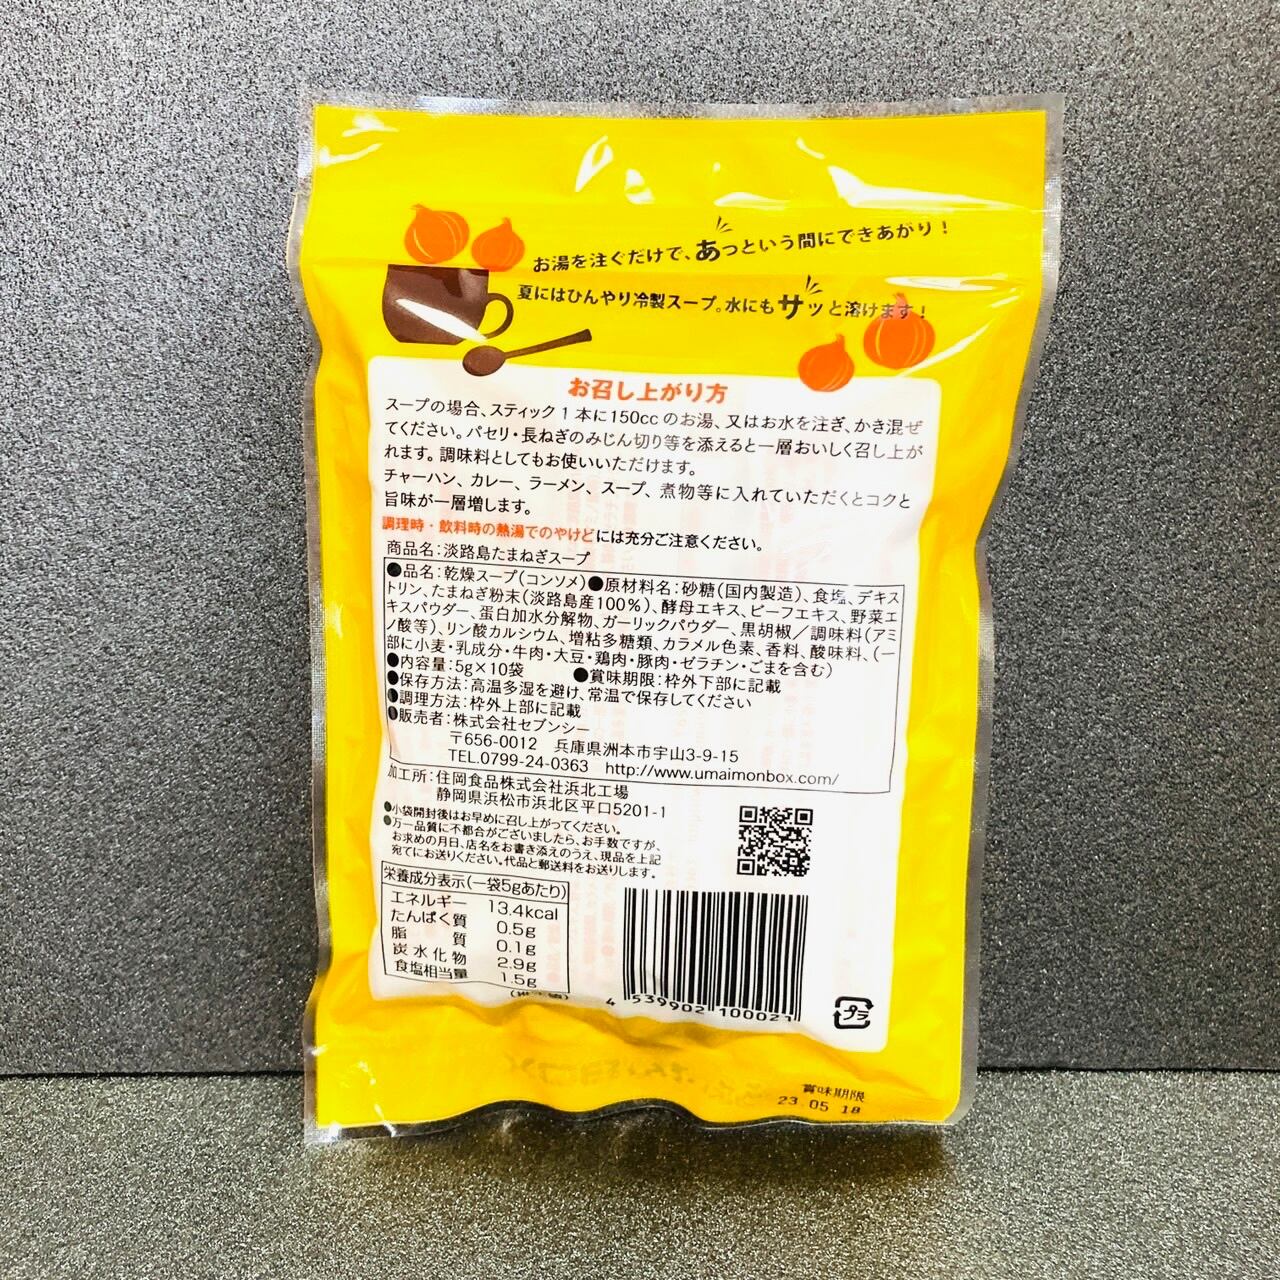 お湯を注ぐだけで、あっという間にできあがり！
夏にはひんやり冷製スープ。水にもサッと溶けます！
お召し上がり方
スープの場合、スティック1本に150ccのお湯、又はお水を注ぎ、かき混ぜ
てください。パセリ・長ねぎのみじん切り等を添えると一層おいしく召し上が
れます。調味料としてもお使いいただけます。
チャーハン、カレー、ラーメン、スープ、煮物等に入れていただくとコクと
旨味が一層増します。
調理時・飲料時の熱湯でのやけどには充分ご注意ください。
商品名：淡路島たまねぎスープ
●品名：乾燥スープ（コンソメ）●原材料名：砂糖（国内製造）、食塩、デキス
トリン、たまねぎ粉末（淡路島産100％）、酵母エキス、ビーフエキス、野菜エ
キスパウダー、蛋白加水分解物、ガーリックパウダー、黒胡椒／調味料（アミ
ノ酸等）、リン酸カルシウム、増粘多糖類、カラメル色素、香料、酸味料、（一
部に小麦・乳成分・牛肉・大豆・鶏肉・豚肉・ゼラチン・ごまを含む）
●内容量：5g×10袋 ●賞味期限：枠外下部に記載
●保存方法：高温多湿を避け、常温で保存してください
●調理方法：枠外上部に記載
●販売者：株式会社セブンシー
〒656-0012 兵庫県洲本市宇山3-9-15
TEL.0799-24-0363 http://www.umaimonbox.com/
加工所：住岡食品株式会社浜北工場
静岡県浜松市浜北区平口5201-1
●小袋開封後はお早めに召し上がってください。
●万一品質に不都合がございましたら、お手数ですが、
お求めの月日、店名をお書き添えのうえ、現品を上記
宛てにお送りください。代品と郵送料をお送りします。
栄養成分表示（一袋5gあたり）
エネルギー 13.4kcal
たんぱく質 0.5g
脂質 0.1g
炭水化物 2.9g
食塩相当量 1.5g
4 539902 100021
プラ
賞味期限
23.05.18